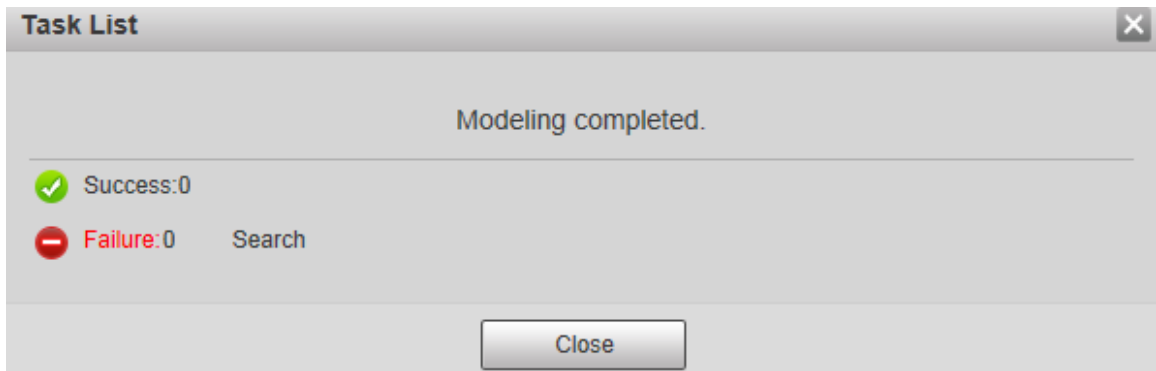 Task List
Modeling completed.
Success:0
Failure:0 Search
Close